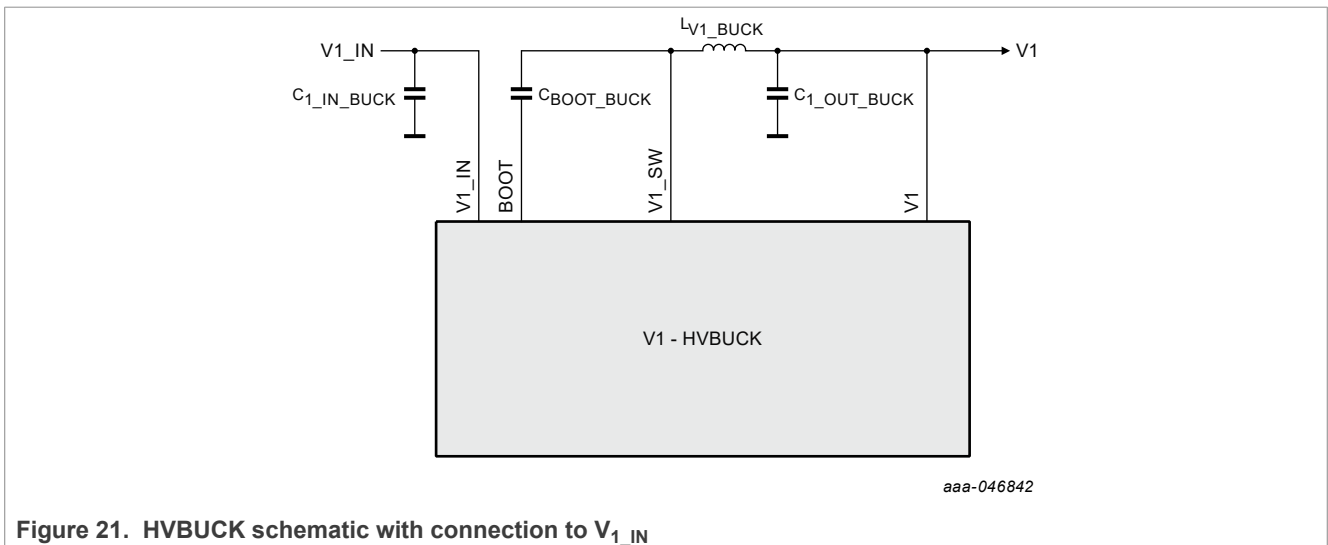 LV1_BUCK
V1_IN
V1
C1_IN_BUCK
CBOOT_BUCK
C1_OUT_BUCK
V1_IN
BOOT
V1_SW
V1
V1 - HVBUCK
aaa-046842
Figure 21. HVBUCK schematic with connection to V1_IN